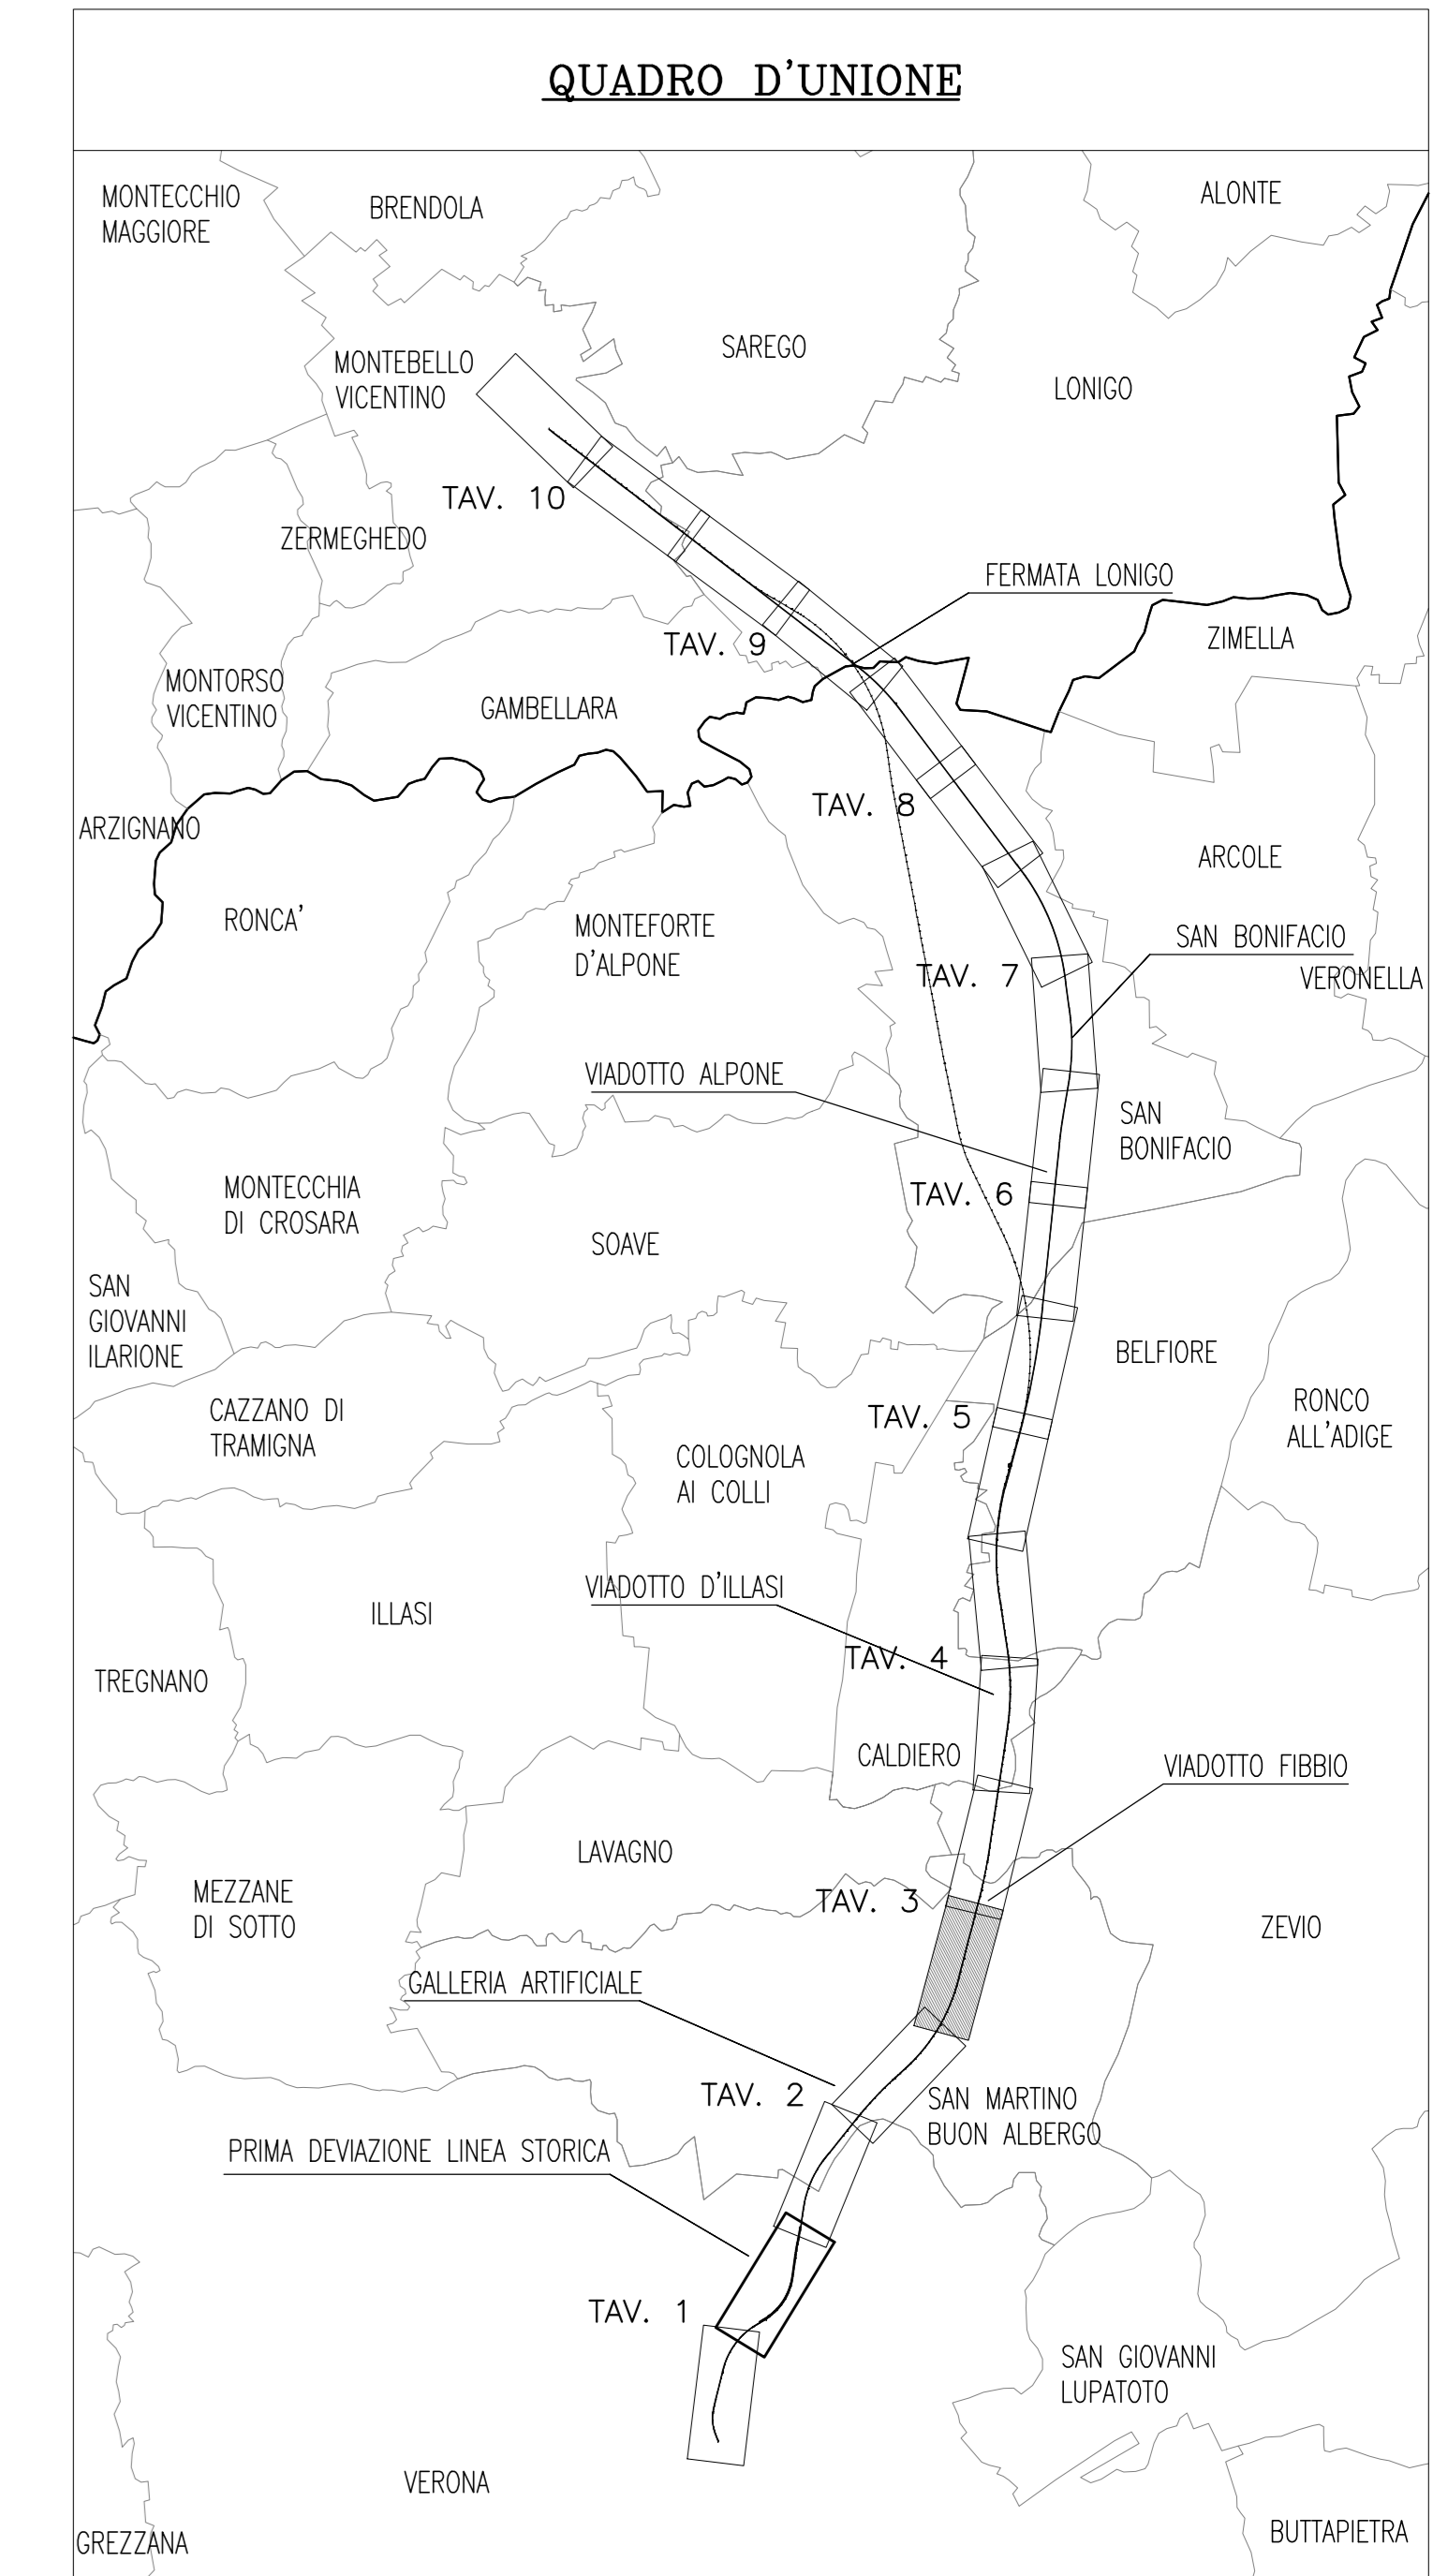 QUADRO D'UNIONE
MONTECCHIO
MAGGIORE
BRENDOLA
ALONTE
SAREGO
MONTEBELLO
VICENTINO
LONIGO
TAV. 10
ZERMEGHEDO
FERMATA LONIGO
ZIMELLA
TAV. 9
MONTORSO
VICENTINO
GAMBELLARA
TAV. 8
ARZIGNANO
ARCOLE
RONCA'
MONTEFORTE
D'ALPONE
SAN BONIFACIO
TAV. 7
VERONELLA
VIADOTTO ALPONE
SAN
BONIFACIO
MONTECCHIA
DI CROSARA
TAV. 6
SOAVE
SAN
GIOVANNI
ILARIONE
BELFIORE
CAZZANO DI
TRAMIGNA
TAV. 5
RONCO
ALL'ADIGE
COLOGNOLA
AI COLLI
VIADOTTO D'ILLASI
ILLASI
TAV. 4
TREGNANO
CALDIERO
VIADOTTO FIBBIO
LAVAGNO
MEZZANE
DI SOTTO
TAV. 3
ZEVIO
GALLERIA ARTIFICIALE
TAV. 2
SAN MARTINO
BUON ALBERGO
PRIMA DEVIAZIONE LINEA STORICA
TAV. 1
SAN GIOVANNI
LUPATOTO
VERONA
BUTTAPIETRA
GREZZANA